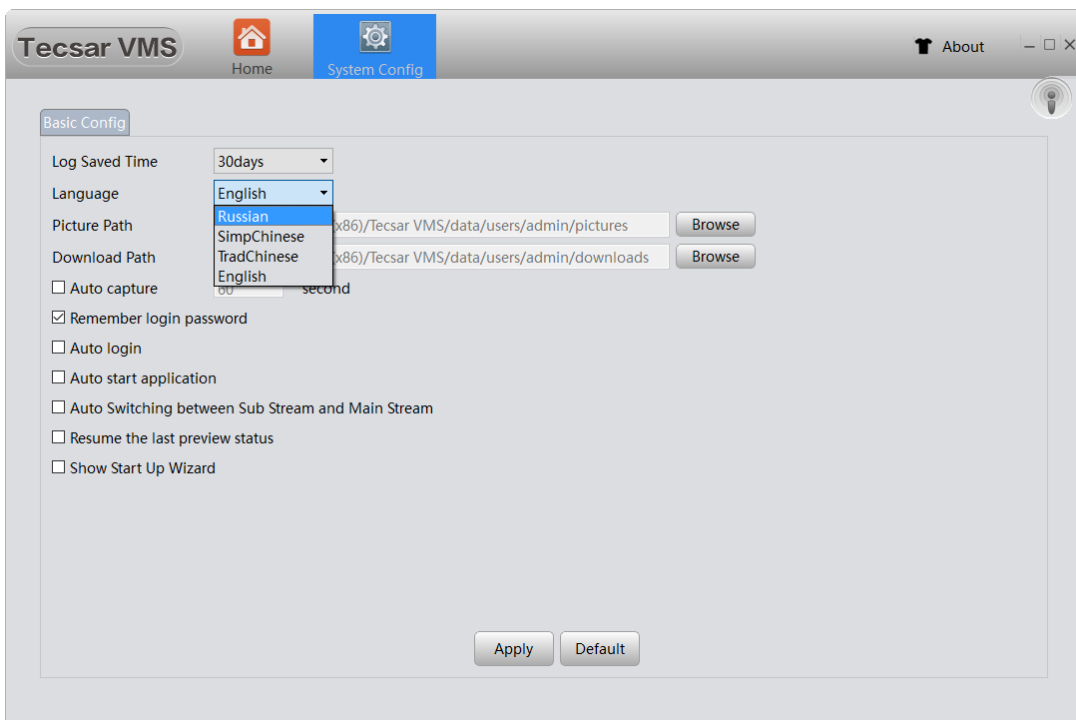 Tecsar VMS
Home
System Config
About
Basic Config
Log Saved Time 30days
Language English
Russian
SimpChinese
TradChinese
English
Picture Path x86)/Tecsar VMS/data/users/admin/pictures Browse
Download Path x86)/Tecsar VMS/data/users/admin/downloads Browse
Auto capture 60 second
Remember login password
Auto login
Auto start application
Auto Switching between Sub Stream and Main Stream
Resume the last preview status
Show Start Up Wizard
Apply Default